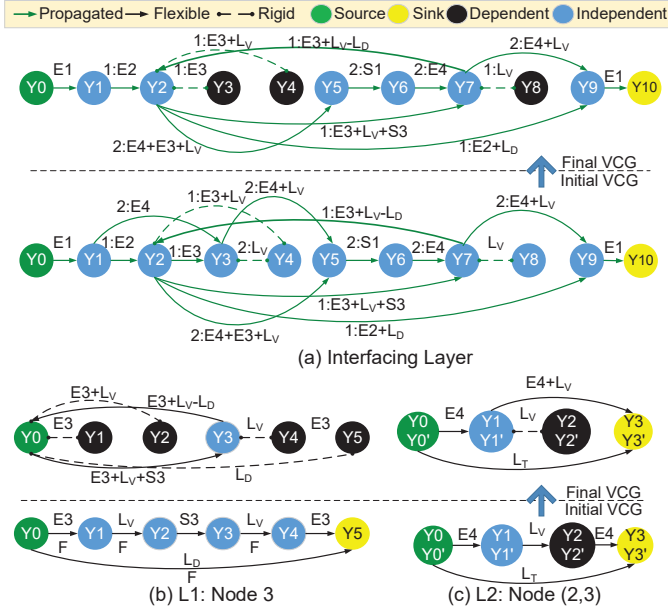 Propagated Flexible Rigid Source Sink Dependent Independent
1:E3+LV-LD
1:E3+LV 2:E4+LV
E1 1:E2 1:E3 2:S1 2:E4 1:LV E1
Y0 Y1 Y2 Y3 Y4 Y5 Y6 Y7 Y8 Y9 Y10
1:E3+LV+S3
2:E4+E3+LV 1:E2+LD
Final VCG
Initial VCG
2:E4 1:E3+LV 2:E4+LV 1:E3+LV-LD 2:E4+LV
E1 1:E2 1:E3 2:LV 2:S1 2:E4 LV E1
Y0 Y1 Y2 Y3 Y4 Y5 Y6 Y7 Y8 Y9 Y10
1:E3+LV+S3
2:E4+E3+LV 1:E2+LD
(a) Interfacing Layer
E3+LV E3+LV-LD
E3 LV E3
Y0 Y1 Y2 Y3 Y4 Y5
E3+LV+S3 LD
Final VCG
Initial VCG
E3 LV S3 LV E3
Y0 Y1 Y2 Y3 Y4 Y5
F F F
LD
F
(b) L1: Node 3
E4+LV
E4 LV
Y0 Y1 Y2 Y3
Y0' Y1' Y2' Y3'
LT
Final VCG
Initial VCG
E4 LV E4
Y0 Y1 Y2 Y3
Y0' Y1' Y2' Y3'
LT
(c) L2: Node (2,3)